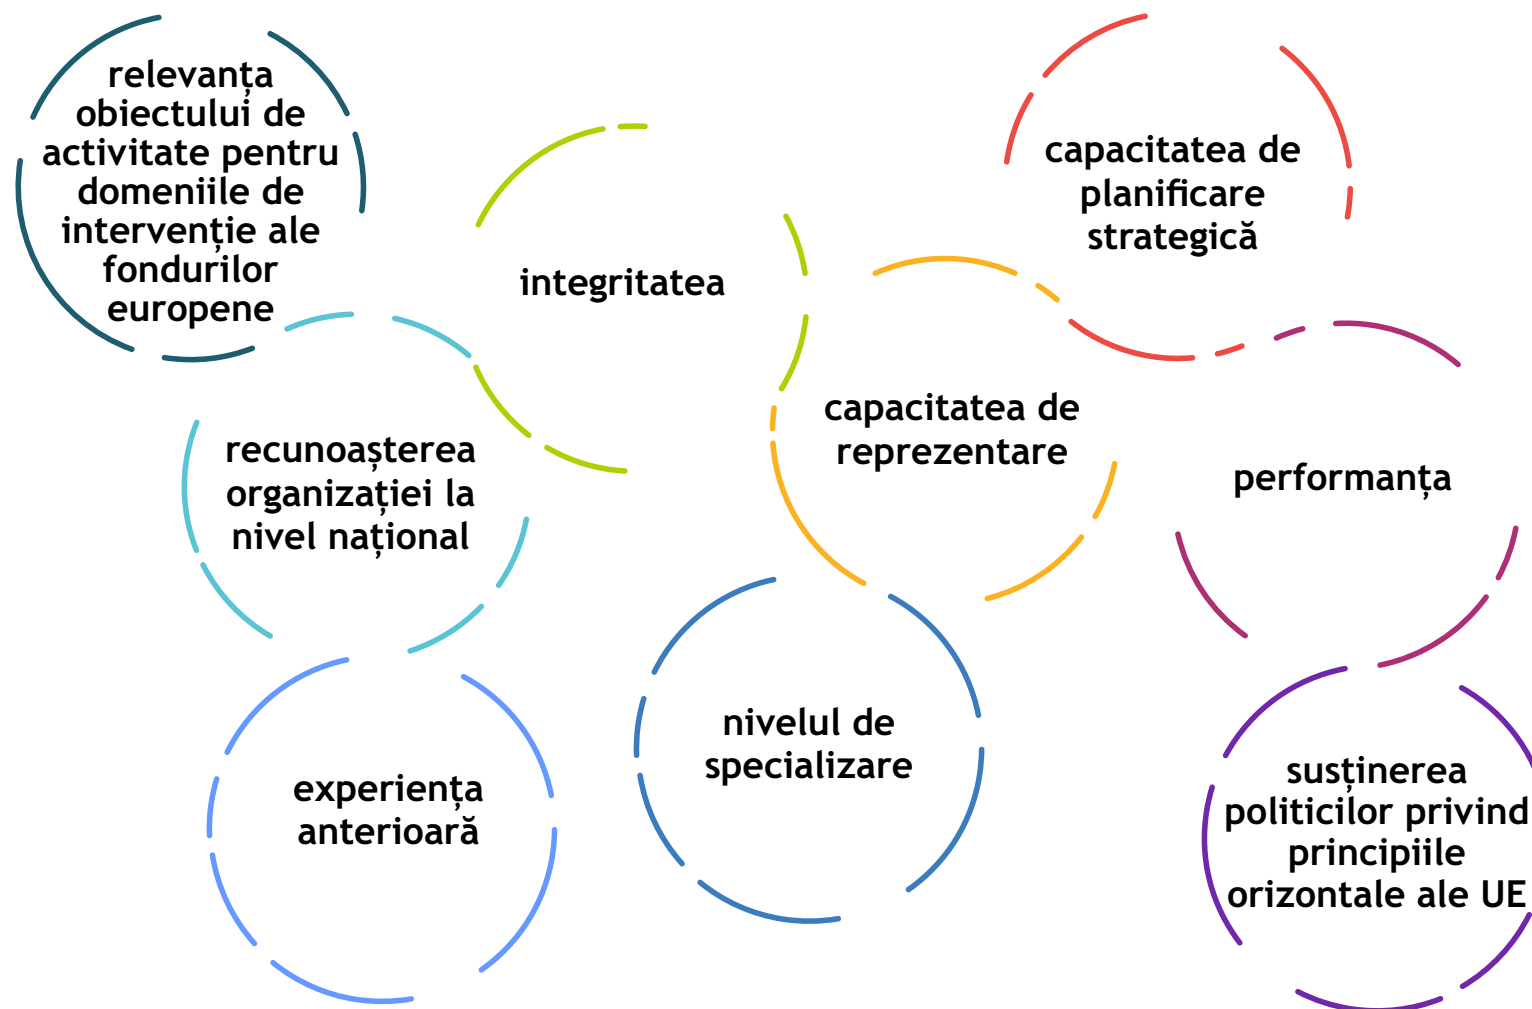 relevanța
obiectului de
activitate pentru
domeniile de
intervenție ale
fondurilor
europene
recunoașterea
organizației la
nivel național
experiența
anterioară
integritatea
capacitatea de
reprezentare
nivelul de
specializare
capacitatea de
planificare
strategică
performanța
susținerea
politicilor privind
principiile
orizontale ale UE